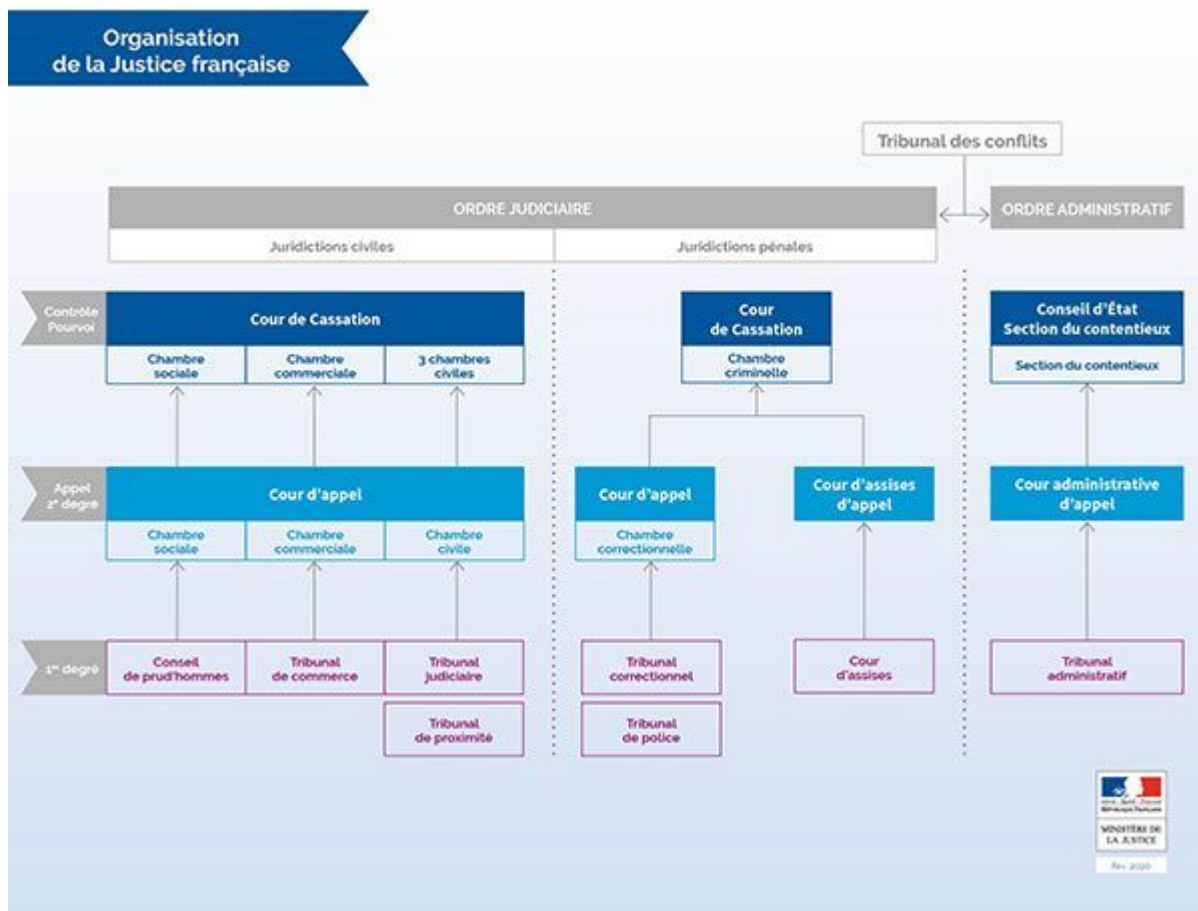 Organisation
de la Justice française
Tribunal des conflits
ORDRE JUDICIAIRE
ORDRE ADMINISTRATIF
Juridictions civiles
Juridictions pénales
Contrôle
Pourvoi
Cour de Cassation
Chambre
sociale
Chambre
commerciale
3 chambres
civiles
Cour
de Cassation
Chambre
criminelle
Conseil d'État
Section du contentieux
Section du contentieux
Appel
2e degré
Cour d'appel
Chambre
sociale
Chambre
commerciale
Chambre
civile
Cour d'appel
Chambre
correctionnelle
Cour d'assises
d'appel
Cour administrative
d'appel
1er degré
Conseil
de prud'hommes
Tribunal
de commerce
Tribunal
judiciaire
Tribunal
de proximité
Tribunal
correctionnel
Tribunal
de police
Cour
d'assises
Tribunal
administratif
MINISTÈRE DE
LA JUSTICE
fév. 2020